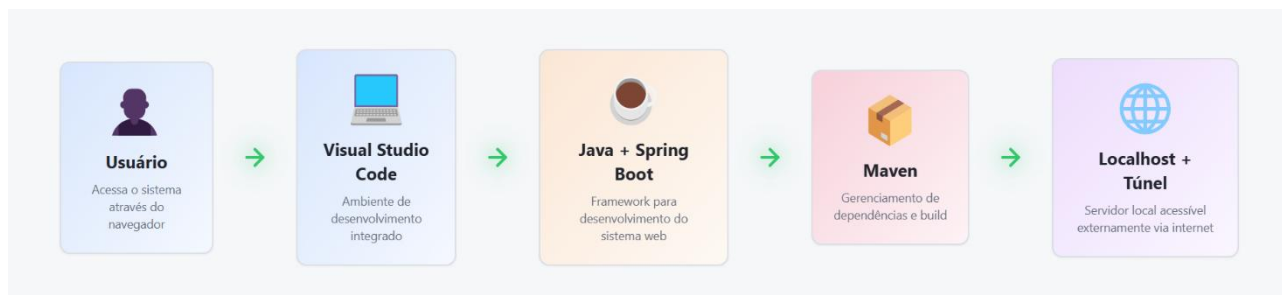 Usuário
Acessa o sistema
através do
navegador
Visual Studio
Code
Ambiente de
desenvolvimento
integrado
Java + Spring
Boot
Framework para
desenvolvimento do
sistema web
Maven
Gerenciamento de
dependências e build
Localhost +
Túnel
Servidor local acessível
externamente via internet